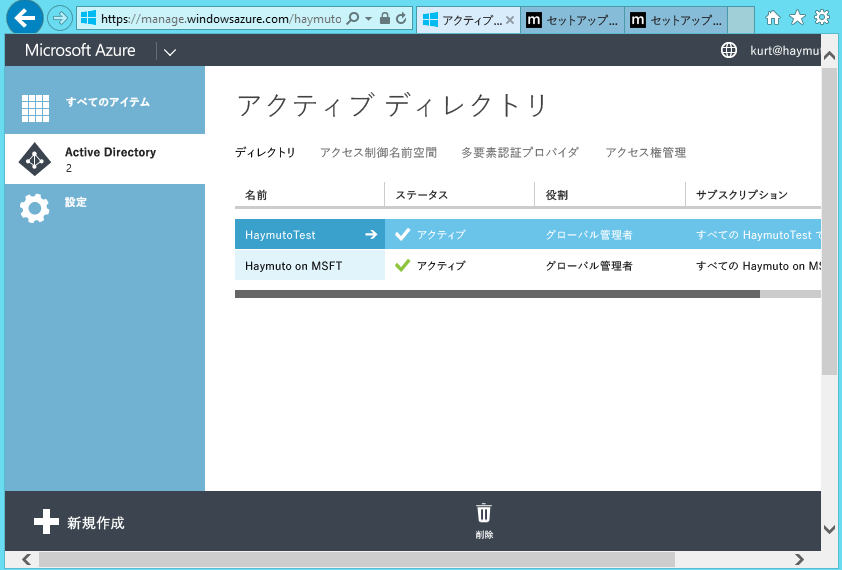 https://manage.windowsazure.com/haymuto
アクティブ...
セットアップ...
セットアップ...
Microsoft Azure
kurt@haymut
すべてのアイテム
Active Directory
2
設定
アクティブ ディレクトリ
ディレクトリ アクセス制御名前空間 多要素認証プロバイダ アクセス権管理
名前 ステータス 役割 サブスクリプション
HaymutoTest アクティブ グローバル管理者 すべての HaymutoTest で
Haymuto on MSFT アクティブ グローバル管理者 すべての Haymuto on MS
新規作成
削除